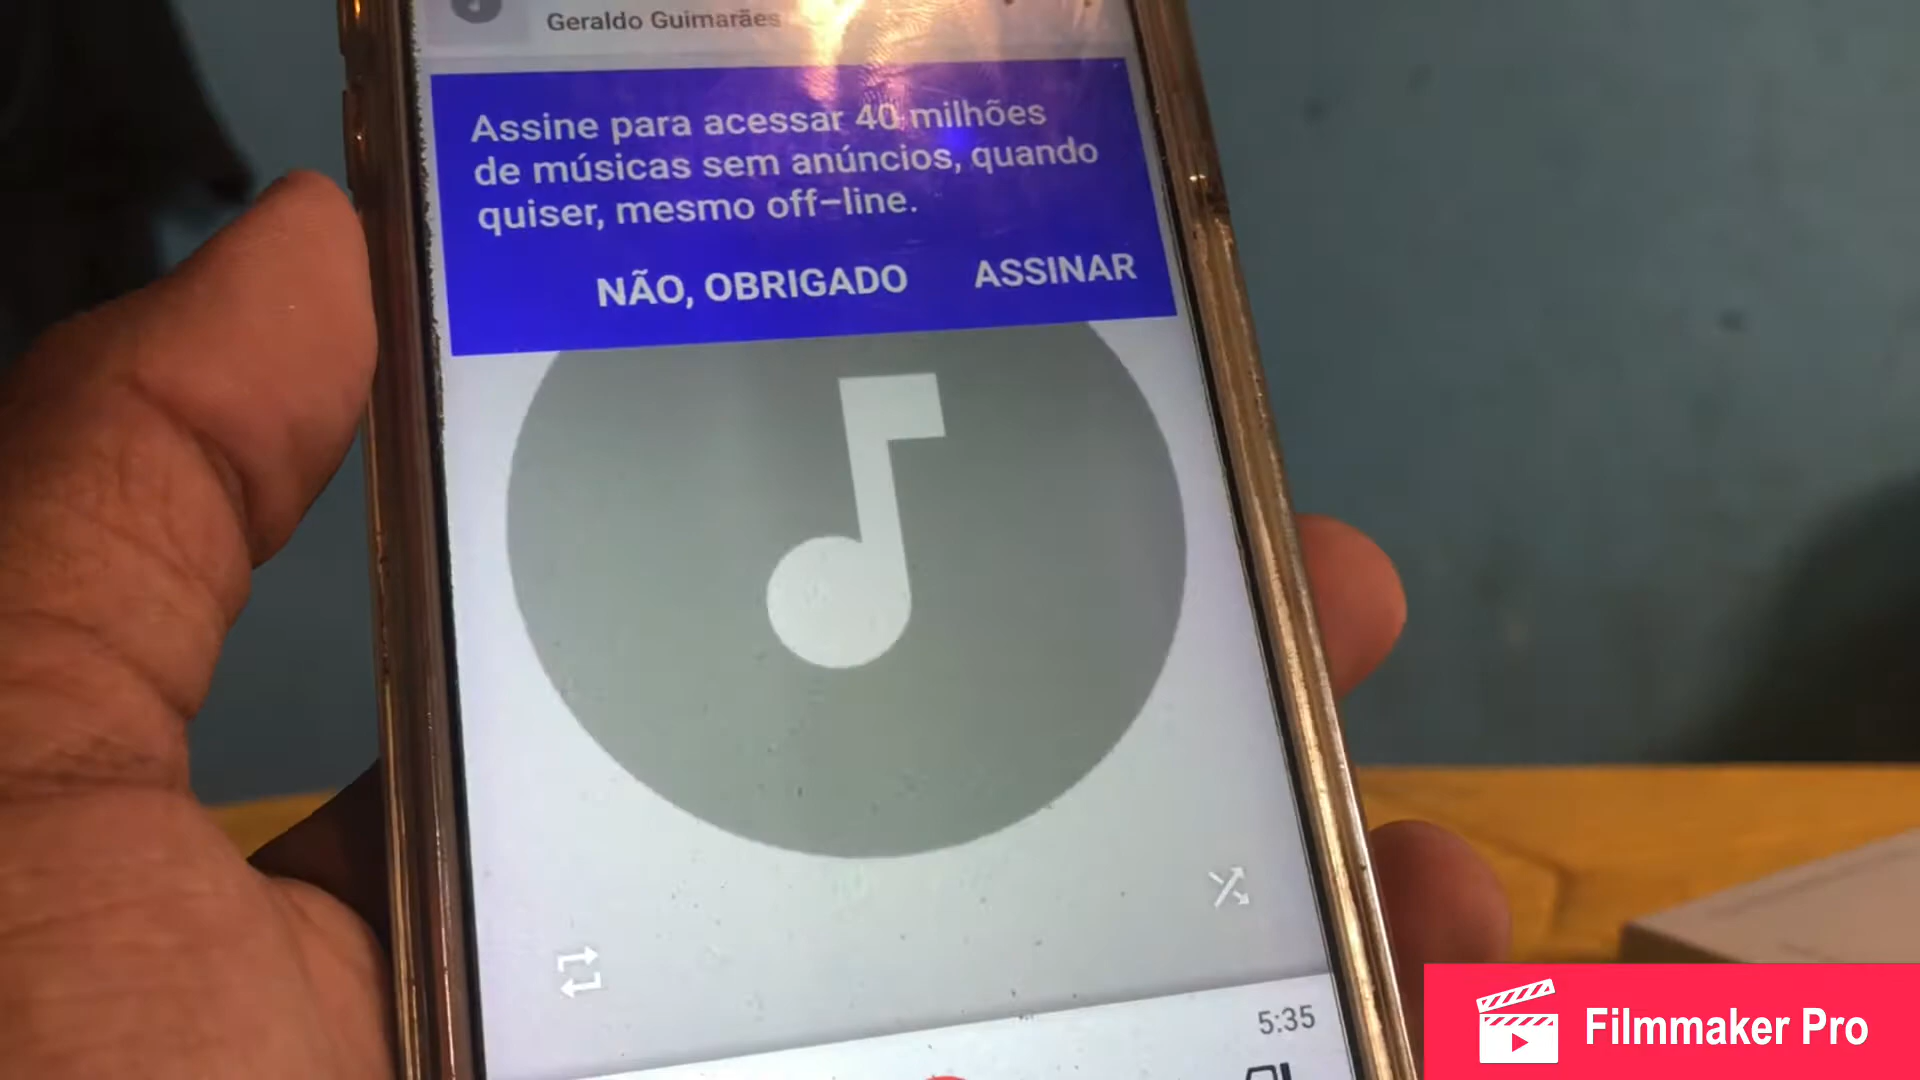 Geraldo Guimarães
Assine para acessar 40 milhões
de músicas sem anúncios, quando
quiser, mesmo off-line.
NÃO, OBRIGADO ASSINAR
5:35
Filmmaker Pro